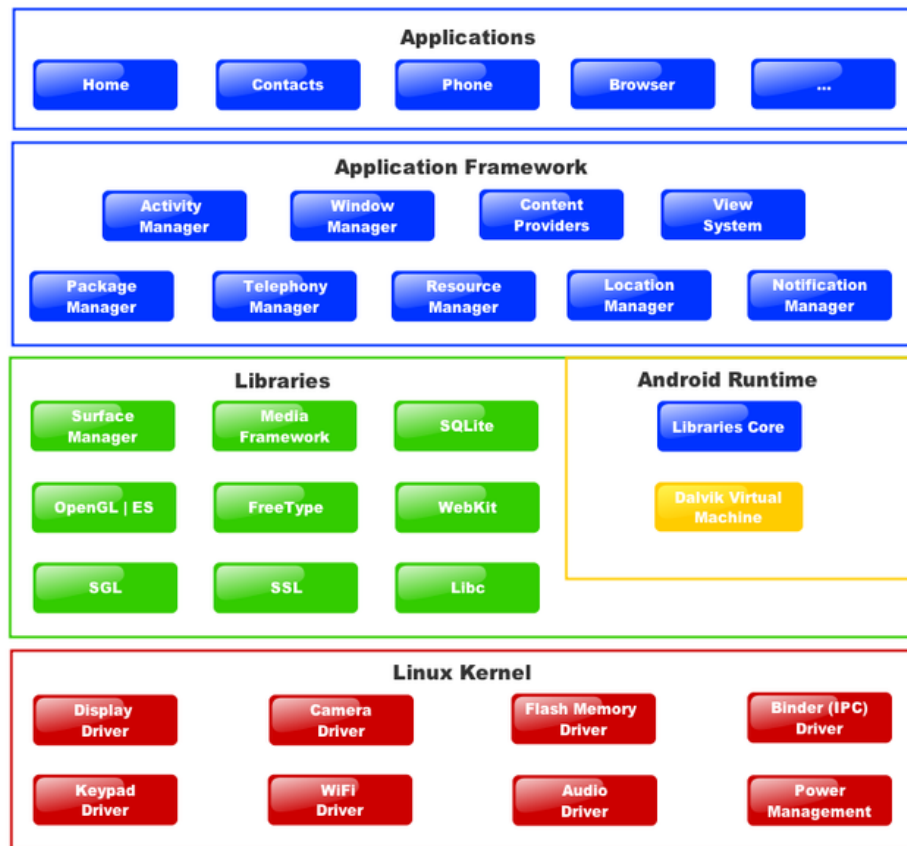 Applications
Home
Contacts
Phone
Browser
...
Application Framework
Activity
Manager
Window
Manager
Content
Providers
View
System
Package
Manager
Telephony
Manager
Resource
Manager
Location
Manager
Notification
Manager
Libraries
Surface
Manager
Media
Framework
SQLite
OpenGL | ES
FreeType
WebKit
SGL
SSL
Libc
Android Runtime
Libraries Core
Dalvik Virtual
Machine
Linux Kernel
Display
Driver
Camera
Driver
Flash Memory
Driver
Binder (IPC)
Driver
Keypad
Driver
WiFi
Driver
Audio
Driver
Power
Management